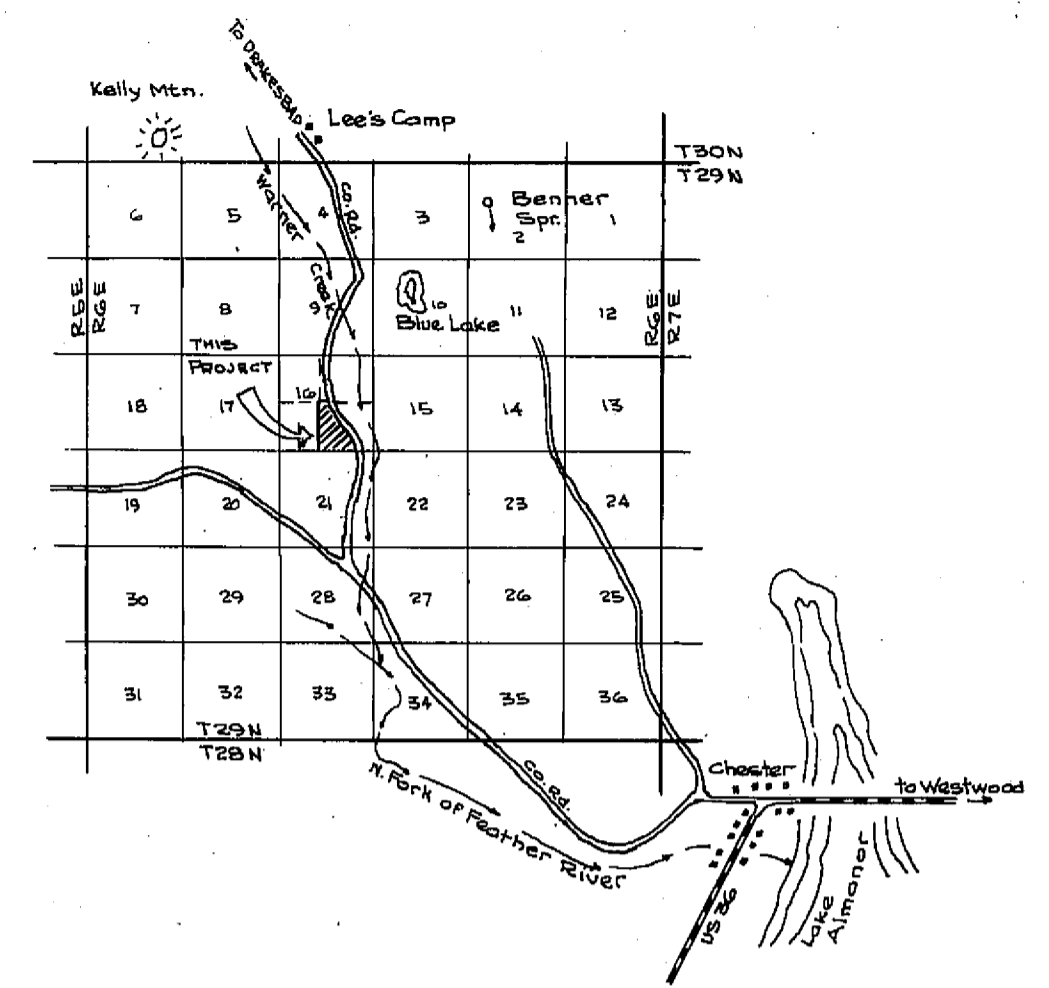 To DRAKESBAD
Kelly Mtn.
Lee's Camp
T30N
T29N
6
5
4
3
2
1
Warner
Creek
Co. Rd.
Benner
Spr.
R5E
R6E
7
8
9
10
11
12
Blue Lake
R6E
R7E
THIS
PROJECT
18
17
16
15
14
13
19
20
21
22
23
24
30
29
28
27
26
25
31
32
33
34
35
36
T29N
T28N
N. Fork of Feather River
Co. Rd.
Chester
to Westwood
US 36
Lake
Almanor